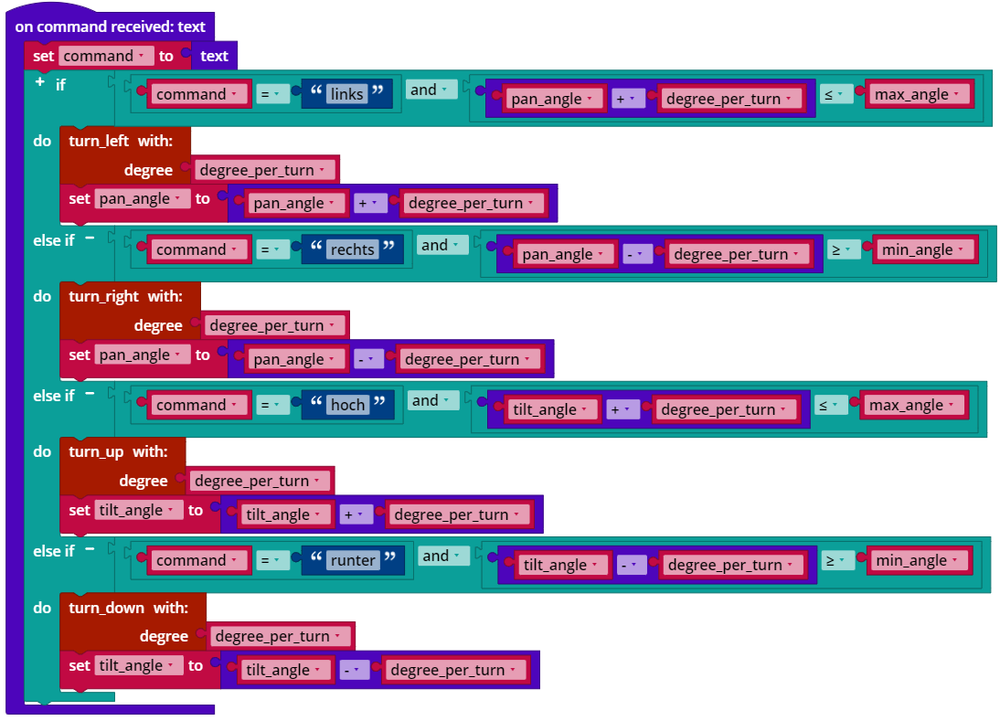 on command received: text
set command to text
+ if command = “ links ” and pan_angle + degree_per_turn ≤ max_angle
do turn_left with:
degree degree_per_turn
set pan_angle to pan_angle + degree_per_turn
else if - command = “ rechts ” and pan_angle - degree_per_turn ≥ min_angle
do turn_right with:
degree degree_per_turn
set pan_angle to pan_angle - degree_per_turn
else if - command = “ hoch ” and tilt_angle + degree_per_turn ≤ max_angle
do turn_up with:
degree degree_per_turn
set tilt_angle to tilt_angle + degree_per_turn
else if - command = “ runter ” and tilt_angle - degree_per_turn ≥ min_angle
do turn_down with:
degree degree_per_turn
set tilt_angle to tilt_angle - degree_per_turn